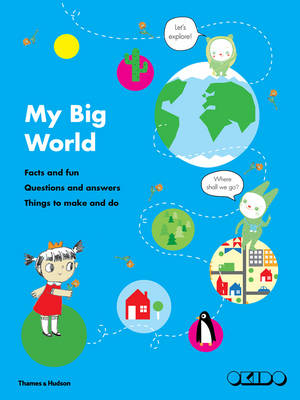 Let's
explore!
My Big
World
Facts and fun
Questions and answers
Things to make and do
Where
shall we go?
Thames & Hudson
OKIDO